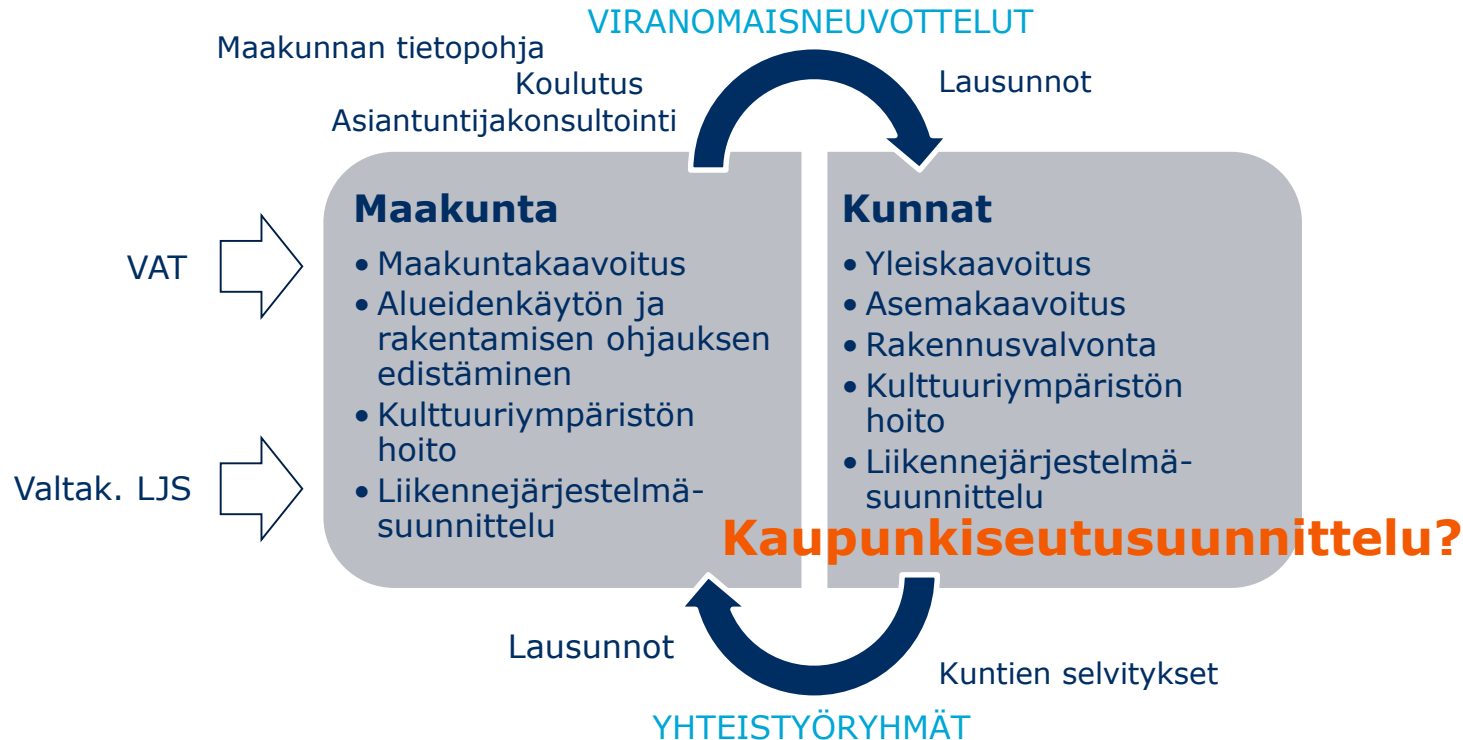 VIRANOMAISNEUVOTTELUT
Maakunnan tietopohja
Koulutus
Asiantuntijakonsultointi
Lausunnot
VAT
Valtak. LJS
Maakunta
• Maakuntakaavoitus
• Alueidenkäytön ja
rakentamisen ohjauksen
edistäminen
• Kulttuuriympäristön
hoito
• Liikennejärjestelmä-
suunnittelu
Kunnat
• Yleiskaavoitus
• Asemakaavoitus
• Rakennusvalvonta
• Kulttuuriympäristön
hoito
• Liikennejärjestelmä-
suunnittelu
Kaupunkiseutusuunnittelu?
Lausunnot
Kuntien selvitykset
YHTEISTYÖRYHMÄT